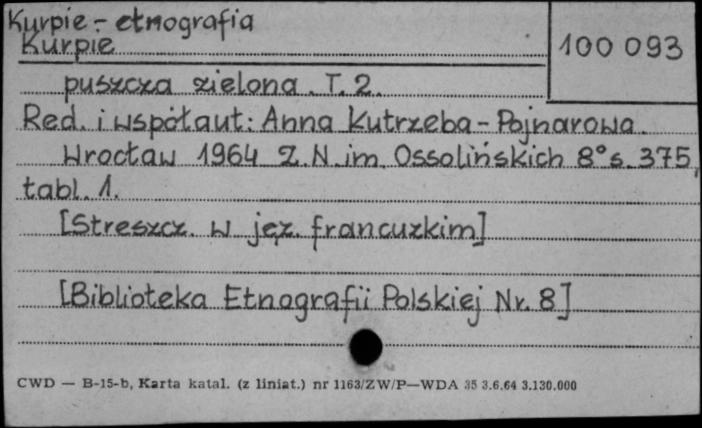 Kurpie - etnografia
Kurpie
100 093
puszcza zielona. T. 2.
Red. i współaut: Anna Kutrzeba - Pojnarowa.
Wrocław 1964 Z. N. im. Ossolińskich 8° s. 375,
tabl. 1.
[Streszcz. w jęz. francuzkim]
[Biblioteka Etnografii Polskiej Nr. 8]
CWD — B-15-b, Karta katal. (z liniat.) nr 1163/ZW/P—WDA 35 3.6.64 3.130.000